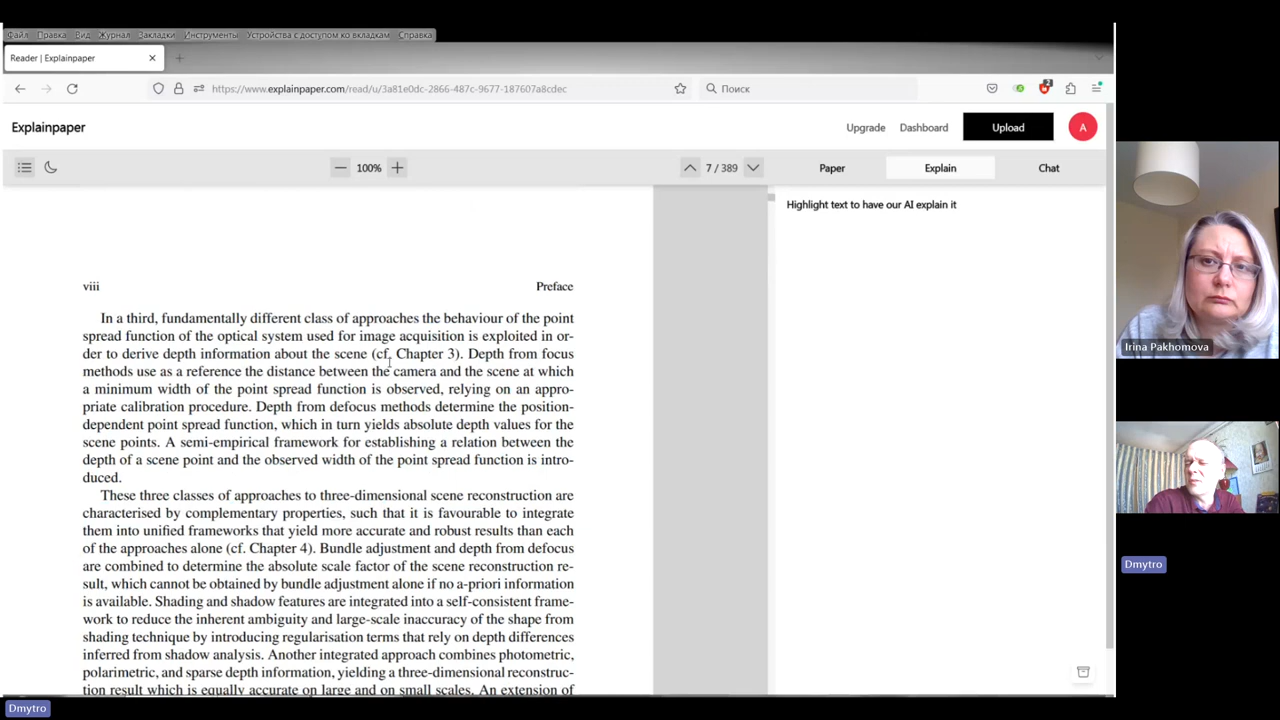 Файл Правка Вид Журнал Закладки Инструменты Устройства с доступом ко вкладкам Справка
Reader | Explainpaper
https://www.explainpaper.com/read/u/3a81e0dc-2866-487c-9677-187607a8cdec
Поиск
2
Explainpaper
Upgrade Dashboard Upload A
100% 7 / 389 Paper Explain Chat
Highlight text to have our AI explain it
viii Preface
In a third, fundamentally different class of approaches the behaviour of the point
spread function of the optical system used for image acquisition is exploited in or-
der to derive depth information about the scene (cf. Chapter 3). Depth from focus
methods use as a reference the distance between the camera and the scene at which
a minimum width of the point spread function is observed, relying on an appro-
priate calibration procedure. Depth from defocus methods determine the position-
dependent point spread function, which in turn yields absolute depth values for the
scene points. A semi-empirical framework for establishing a relation between the
depth of a scene point and the observed width of the point spread function is intro-
duced.
These three classes of approaches to three-dimensional scene reconstruction are
characterised by complementary properties, such that it is favourable to integrate
them into unified frameworks that yield more accurate and robust results than each
of the approaches alone (cf. Chapter 4). Bundle adjustment and depth from defocus
are combined to determine the absolute scale factor of the scene reconstruction re-
sult, which cannot be obtained by bundle adjustment alone if no a-priori information
is available. Shading and shadow features are integrated into a self-consistent frame-
work to reduce the inherent ambiguity and large-scale inaccuracy of the shape from
shading technique by introducing regularisation terms that rely on depth differences
inferred from shadow analysis. Another integrated approach combines photometric,
polarimetric, and sparse depth information, yielding a three-dimensional reconstruc-
tion result which is equally accurate on large and on small scales. An extension of
Irina Pakhomova
Dmytro
Dmytro